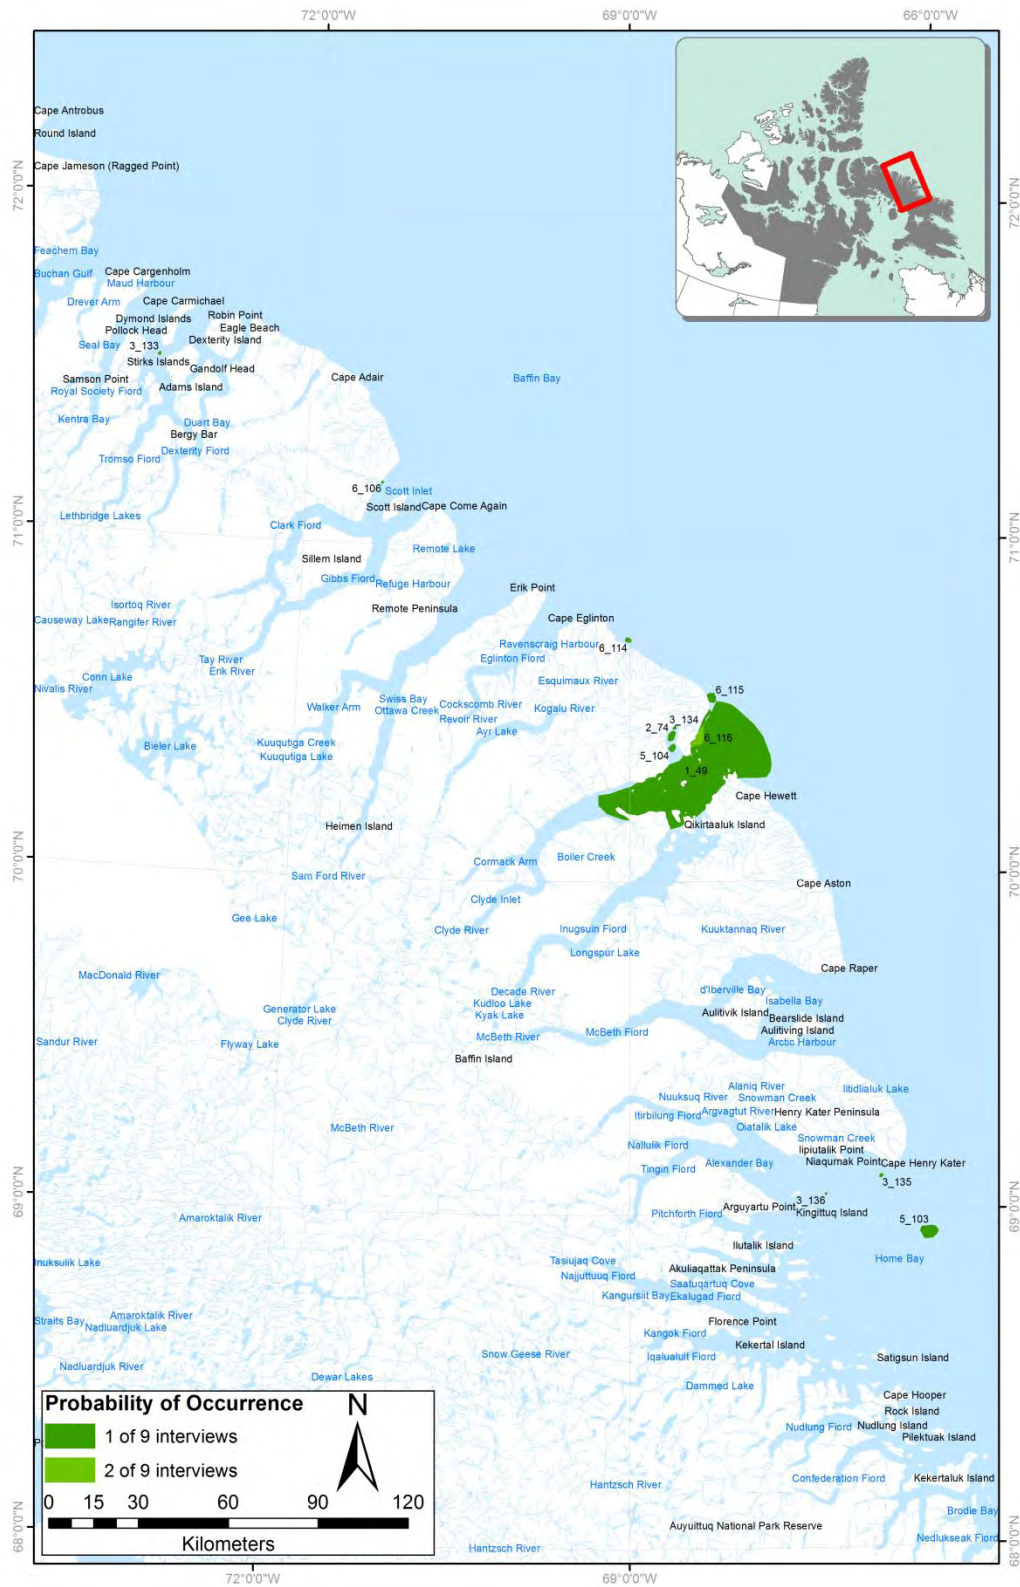 72°0'0"W
69°0'0"W
66°0'0"W
Cape Antrobus
Round Island
Cape Jameson (Ragged Point)
72°0'0"N
72°0'0"N
Feachem Bay
Buchan Gulf
Cape Cargenholm
Maud Harbour
Drever Arm
Cape Carmichael
Dymond Islands
Robin Point
Pollock Head
Eagle Beach
Seal Bay
3_133
Dexterity Island
Stirks Islands
Gandolf Head
Samson Point
Adams Island
Royal Society Fiord
Cape Adair
Baffin Bay
Kentra Bay
Duart Bay
Bergy Bar
Tromso Fiord
Dexterity Fiord
6_106
Scott Inlet
Scott Island
Cape Come Again
Lethbridge Lakes
Clark Fiord
71°0'0"N
71°0'0"N
Remote Lake
Sillem Island
Gibbs Fiord
Refuge Harbour
Erik Point
Isortoq River
Remote Peninsula
Causeway Lake
Rangifer River
Cape Eglinton
Ravenscraig Harbour
6_114
Tay River
Eglinton Fiord
Erik River
Conn Lake
Esquimaux River
Nivalis River
Swiss Bay
6_115
Walker Arm
Ottawa Creek
Cockscomb River
Kogalu River
Revoir River
3_134
Ayr Lake
2_74
6_116
Bieler Lake
Kuuqutiga Creek
5_104
Kuuqutiga Lake
1_49
Cape Hewett
Heimen Island
Qikirtaaluk Island
70°0'0"N
70°0'0"N
Cormack Arm
Boiler Creek
Sam Ford River
Cape Aston
Clyde Inlet
Gee Lake
Clyde River
Inugsuin Fiord
Kuuktannaq River
Longspur Lake
MacDonald River
Cape Raper
Decade River
d'Iberville Bay
Isabella Bay
Generator Lake
Kudloo Lake
Aulitivik Island
Clyde River
Kyak Lake
Bearslide Island
McBeth River
McBeth Fiord
Aulitiving Island
Sandur River
Flyway Lake
Arctic Harbour
Baffin Island
Alaniq River
Iitidlialuk Lake
Nuuksuq River
Snowman Creek
Itirbilung Fiord
Argvagtut River
Henry Kater Peninsula
McBeth River
Oiatalik Lake
Snowman Creek
Nallulik Fiord
Iipiutalik Point
Tingin Fiord
Alexander Bay
Niaqurnak Point
Cape Henry Kater
69°0'0"N
69°0'0"N
3_135
3_136
Arguyartu Point
Kingittuq Island
Pitchforth Fiord
Amaroktalik River
5_103
Ilutalik Island
Home Bay
Inuksulik Lake
Tasiujaq Cove
Akuliaqattak Peninsula
Najjuttuuq Fiord
Saatuqartuq Cove
Kangursiit Bay
Ekalugad Fiord
Amaroktalik River
Straits Bay
Nadluardjuk Lake
Florence Point
Kangok Fiord
Kekertal Island
Snow Geese River
Iqalualuit Fiord
Satigsun Island
Nadluardjuk River
Dewar Lakes
Dammed Lake
Cape Hooper
Rock Island
Nudlung Fiord
Nudlung Island
Pilektuak Island
Confederation Fiord
Kekertaluk Island
Hantzsch River
Brodie Bay
Auyuittuq National Park Reserve
Nedlukseak Fiord
Hantzsch River
68°0'0"N
68°0'0"N
Probability of Occurrence
N
1 of 9 interviews
2 of 9 interviews
0 15 30 60 90 120
Kilometers
72°0'0"W
69°0'0"W